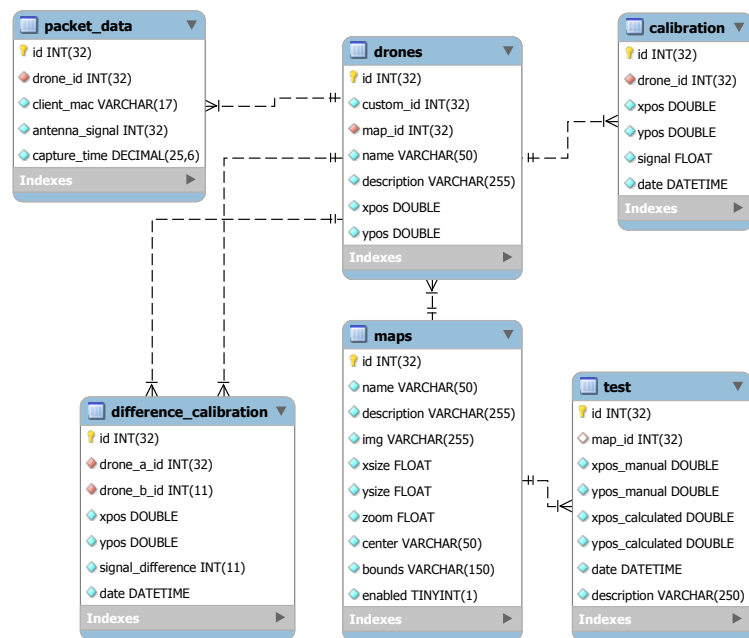 packet_data
id INT(32)
drone_id INT(32)
client_mac VARCHAR(17)
antenna_signal INT(32)
capture_time DECIMAL(25,6)
Indexes
drones
id INT(32)
custom_id INT(32)
map_id INT(32)
name VARCHAR(50)
description VARCHAR(255)
xpos DOUBLE
ypos DOUBLE
Indexes
calibration
id INT(32)
drone_id INT(32)
xpos DOUBLE
ypos DOUBLE
signal FLOAT
date DATETIME
Indexes
difference_calibration
id INT(32)
drone_a_id INT(32)
drone_b_id INT(11)
xpos DOUBLE
ypos DOUBLE
signal_difference INT(11)
date DATETIME
Indexes
maps
id INT(32)
name VARCHAR(50)
description VARCHAR(255)
img VARCHAR(255)
xsize FLOAT
ysize FLOAT
zoom FLOAT
center VARCHAR(50)
bounds VARCHAR(150)
enabled TINYINT(1)
Indexes
test
id INT(32)
map_id INT(32)
xpos_manual DOUBLE
ypos_manual DOUBLE
xpos_calculated DOUBLE
ypos_calculated DOUBLE
date DATETIME
description VARCHAR(250)
Indexes